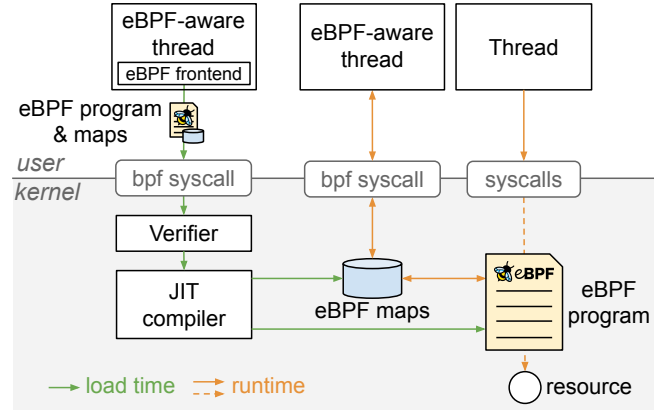 eBPF-aware
thread
eBPF frontend
eBPF-aware
thread
Thread
eBPF program
& maps
user
kernel
bpf syscall
bpf syscall
syscalls
Verifier
JIT
compiler
eBPF maps
eBPF
eBPF
program
load time
runtime
resource